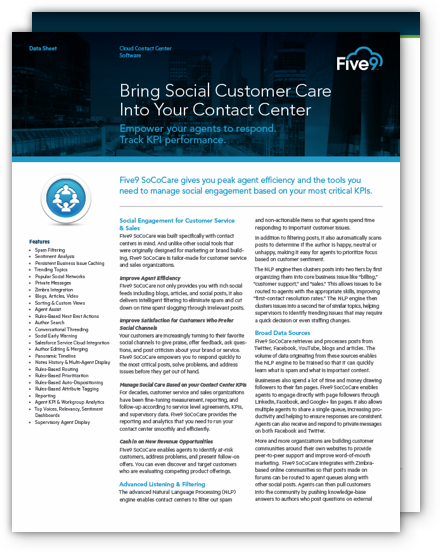 Data Sheet
Cloud Contact Center
Software
Five9
Bring Social Customer Care
Into Your Contact Center
Empower your agents to respond.
Track KPI performance.
Five9 SoCoCare gives you peak agent efficiency and the tools you
need to manage social engagement based on your most critical KPIs.
Features
Spam Filtering
Sentiment Analysis
Persistent Business Issue Caching
Trending Topics
Popular Social Networks
Private Messages
Zimbra Integration
Blogs, Articles, Video
Sorting & Custom Views
Agent Assist
Rules-Based Next Best Actions
Author Search
Conversational Threading
Social Early Warning
Salesforce Service Cloud Integration
Author Editing & Merging
Panoramic Timeline
Notes History & Multi-Agent Display
Rules-Based Routing
Rules-Based Prioritization
Rules-Based Auto-Dispositioning
Rules-Based Attribute Tagging
Reporting
Agent KPI & Workgroup Analytics
Top Voices, Relevancy, Sentiment
Dashboards
Supervisory Agent Display
Social Engagement for Customer Service
& Sales
Five9 SoCoCare was built specifically with contact
centers in mind. And unlike other social tools that
were originally designed for marketing or brand build-
ing, Five9 SoCoCare is tailor-made for customer service
and sales organizations.
Improve Agent Efficiency
Five9 SoCoCare not only provides you with rich social
feeds including blogs, articles, and social posts, it also
delivers intelligent filtering to eliminate spam and cut
down on time spent slogging through irrelevant posts.
Improve Satisfaction for Customers Who Prefer
Social Channels
Your customers are increasingly turning to their favorite
social channels to give praise, offer feedback, ask ques-
tions, and post criticism about your brand or service.
Five9 SoCoCare empowers you to respond quickly to
the most critical posts, solve problems, and address
issues before they get out of hand.
Manage Social Care Based on your Contact Center KPIs
For decades, customer service and sales organizations
have been fine-tuning measurement, reporting, and
follow-up according to service level agreements, KPIs,
and supervisory data. Five9 SoCoCare provides the
reporting and analytics that you need to run your
contact center smoothly and efficiently.
Cash in on New Revenue Opportunities
Five9 SoCoCare enables agents to identify at-risk
customers, address problems, and present follow-on
offers. You can even discover and target customers
who are evaluating competing product offerings.
Advanced Listening & Filtering
The advanced Natural Language Processing (NLP)
engine enables contact centers to filter out spam
and non-actionable items so that agents spend time
responding to important customer issues.
In addition to filtering posts, it also automatically scans
posts to determine if the author is happy, neutral or
unhappy, making it easy for agents to prioritize focus
based on customer sentiment.
The NLP engine then clusters posts into two tiers by first
organizing them into core business issue like "billing,"
"customer support," and "sales." This allows issues to be
routed to agents with the appropriate skills, improving
"first-contact resolution rates." The NLP engine then
clusters issues into a second tier of similar topics, helping
supervisors to identify trending issues that may require
a quick decision or even staffing changes.
Broad Data Sources
Five9 SoCoCare retrieves and processes posts from
Twitter, Facebook, YouTube, blogs and articles. The
volume of data originating from these sources enables
the NLP engine to be trained so that it can quickly
learn what is spam and what is important content.
Businesses also spend a lot of time and money drawing
followers to their fan pages. Five9 SoCoCare enables
agents to engage directly with page followers through
LinkedIn, Facebook, and Google+ fan pages. It also allows
multiple agents to share a single queue, increasing pro-
ductivity and helping to ensure responses are consistent.
Agents can also receive and respond to private messages
on both Facebook and Twitter.
More and more organizations are building customer
communities around their own websites to provide
peer-to-peer support and improve word-of-mouth
marketing. Five9 SoCoCare integrates with Zimbra-
based online communities so that posts made on
forums can be routed to agent queues along with
other social posts. Agents can then pull customers
into the community by pushing knowledge-base
answers to authors who post questions on external